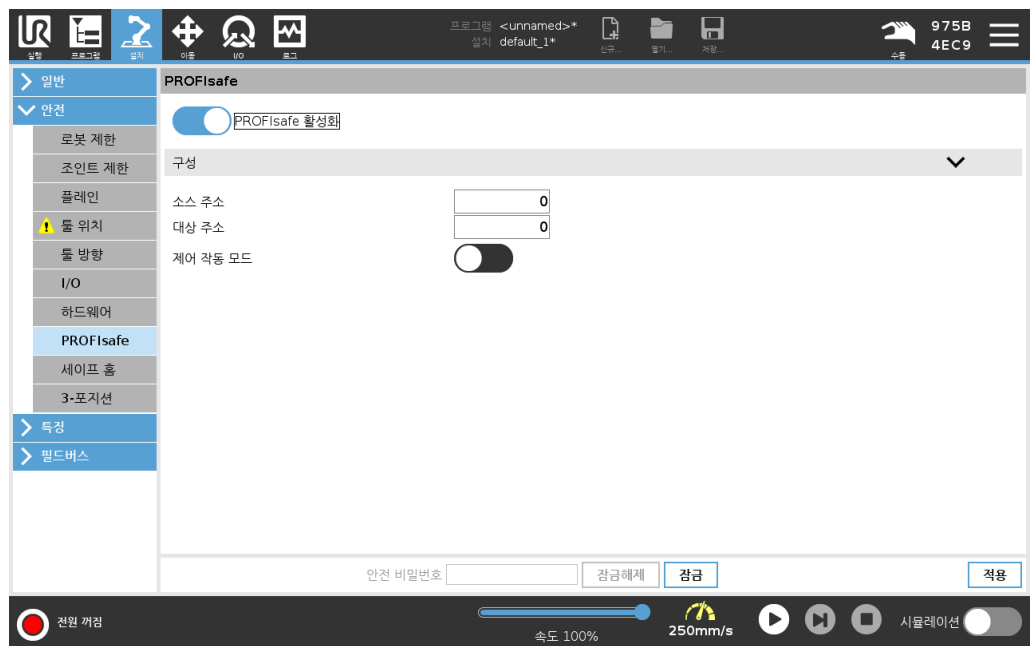 프로그램 <unnamed>*
설치 default_1*
실행 프로그램 설치 이동 I/O 로그 신규... 열기... 저장... 수동
975B
4EC9
일반
안전
로봇 제한
조인트 제한
플레인
툴 위치
툴 방향
I/O
하드웨어
PROFIsafe
세이프 홈
3-포지션
특징
필드버스
PROFIsafe
PROFIsafe 활성화
구성
소스 주소 0
대상 주소 0
제어 작동 모드
안전 비밀번호 잠금해제 잠금 적용
전원 꺼짐
속도 100%
250mm/s
시뮬레이션